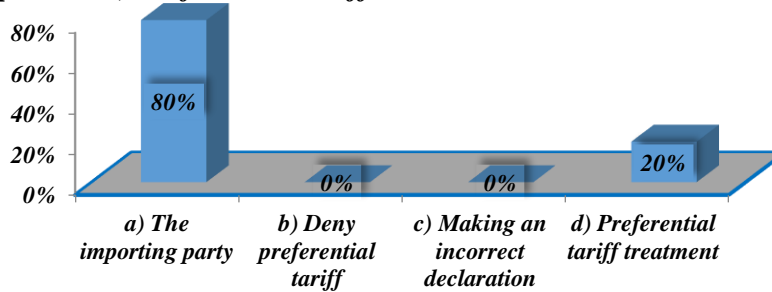 80%
60%
40%
20%
0%
80%
0%
0%
20%
a) The
importing party
b) Deny
preferential
tariff
c) Making an
incorrect
declaration
d) Preferential
tariff treatment